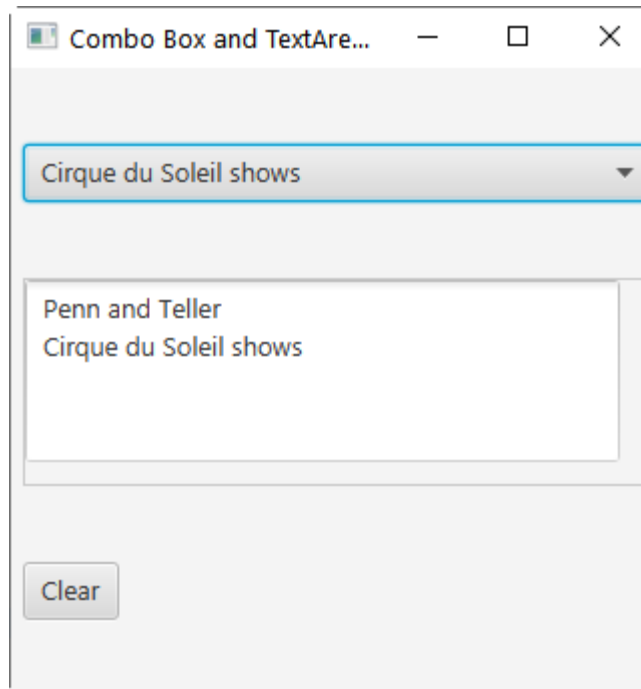 Combo Box and TextAre...
Cirque du Soleil shows
Penn and Teller
Cirque du Soleil shows
Clear